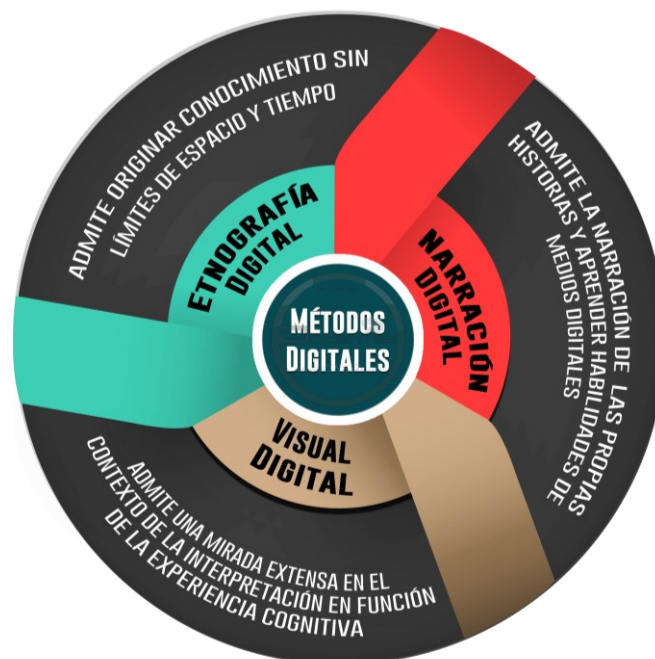 MÉTODOS
DIGITALES
ETNOGRAFÍA
DIGITAL
ADMITE ORIGINAR CONOCIMIENTO SIN
LÍMITES DE ESPACIO Y TIEMPO
NARRACIÓN
DIGITAL
ADMITE LA NARRACIÓN DE LAS PROPIAS
HISTORIAS Y APRENDER HABILIDADES DE
MEDIOS DIGITALES
VISUAL
DIGITAL
ADMITE UNA MIRADA EXTENSA EN EL
CONTEXTO DE LA INTERPRETACIÓN EN FUNCIÓN
DE LA EXPERIENCIA COGNITIVA